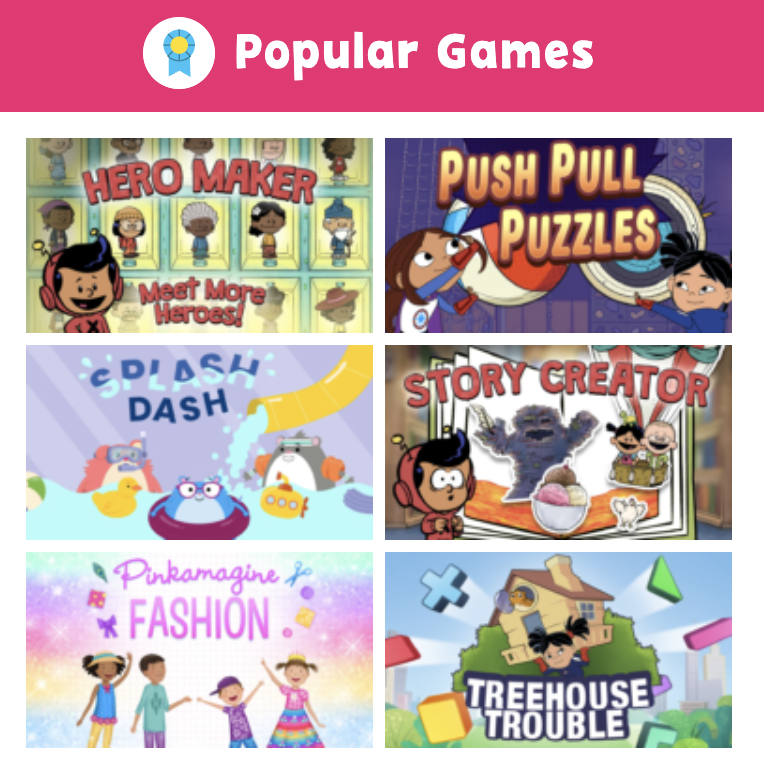 Popular Games
HERO MAKER
Meet More
Heroes!
PUSH PULL
PUZZLES
SPLASH
DASH
STORY CREATOR
Pinkamagine
FASHION
TREEHOUSE
TROUBLE